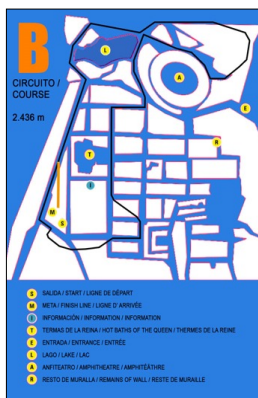 B
CIRCUITO /
COURSE
2.436 m
L
A
E
R
T
I
M
S
S SALIDA / START / LIGNE DE DÉPART
M META / FINISH LINE / LIGNE D'ARRIVÉE
I INFORMACIÓN / INFORMATION / INFORMATION
T TERMAS DE LA REINA / HOT BATHS OF THE QUEEN / THERMES DE LA REINE
E ENTRADA / ENTRANCE / ENTRÉE
L LAGO / LAKE / LAC
A ANFITEATRO / AMPHITHEATRE / AMPHITÉÂTHRE
R RESTO DE MURALLA / REMAINS OF WALL / RESTE DE MURAILLE